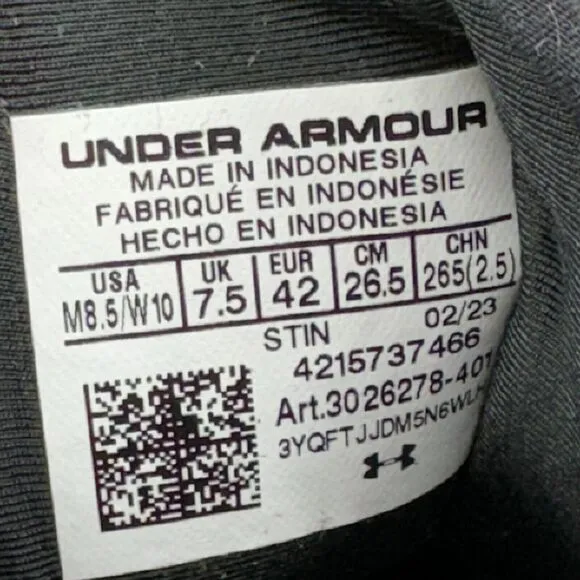 UNDER ARMOUR
MADE IN INDONESIA
FABRIQUÉ EN INDONÉSIE
HECHO EN INDONESIA
USA UK EUR CM CHN
M8.5/W10 7.5 42 26.5 265(2.5)
STIN 02/23
4215737466
Art.3026278-401
3YQFTJJDM5N6WL